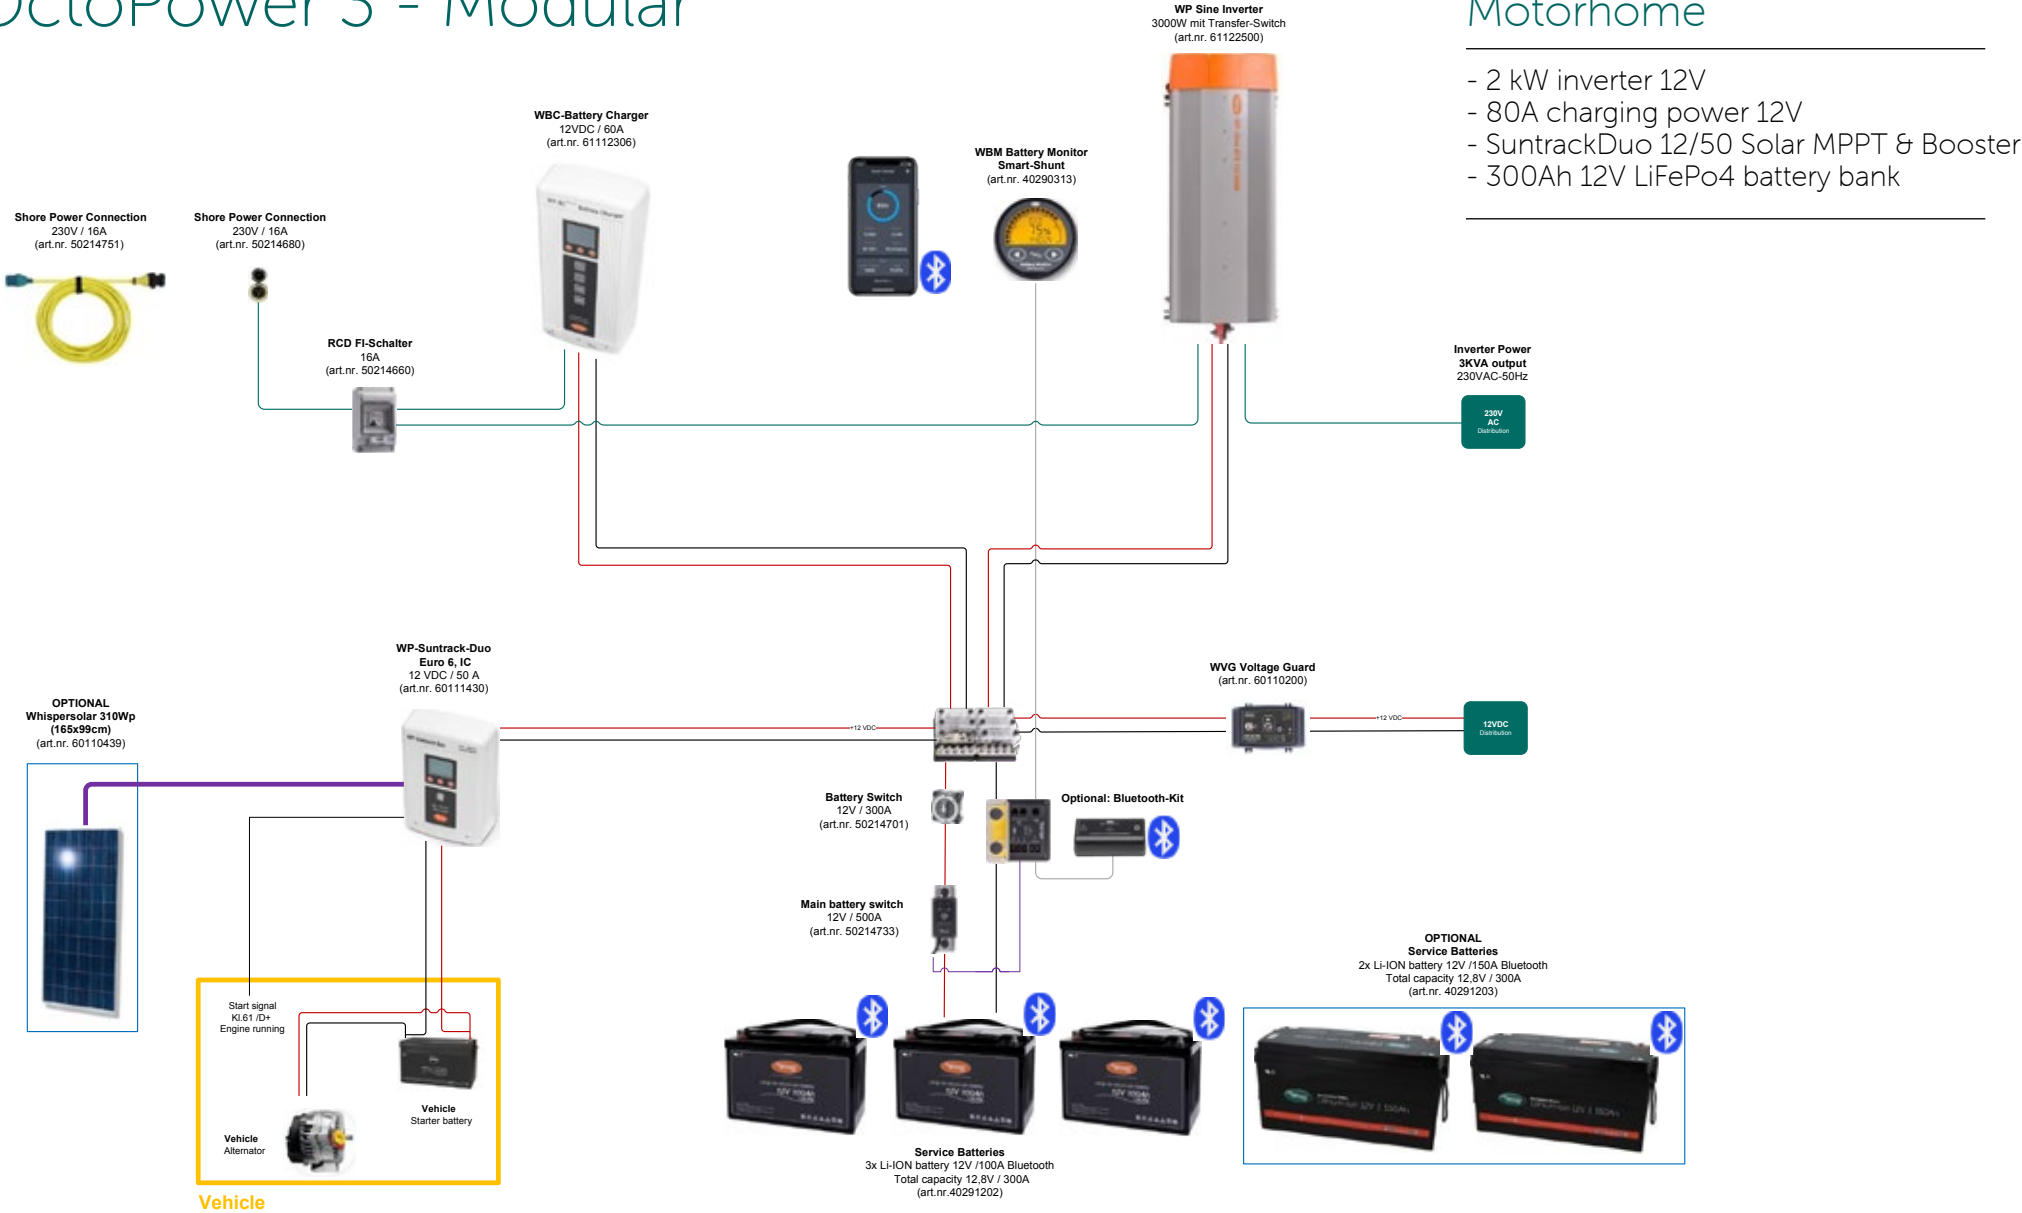 OctoPower 3 - Modular
Motorhome
- 2 kW inverter 12V
- 80A charging power 12V
- SuntrackDuo 12/50 Solar MPPT & Booster
- 300Ah 12V LiFePo4 battery bank
WP Sine Inverter
3000W mit Transfer-Switch
(art.nr. 61122500)
WBC-Battery Charger
12VDC / 60A
(art.nr. 61112306)
WBM Battery Monitor
Smart-Shunt
(art.nr. 40290313)
75%
Shore Power Connection
230V / 16A
(art.nr. 50214751)
Shore Power Connection
230V / 16A
(art.nr. 50214680)
RCD FI-Schalter
16A
(art.nr. 50214660)
Inverter Power
3KVA output
230VAC-50Hz
230V
AC
Distribution
WP-Suntrack-Duo
Euro 6, IC
12 VDC / 50 A
(art.nr. 60111430)
OPTIONAL
Whispersolar 310Wp
(165x99cm)
(art.nr. 60110439)
+12 VDC
WVG Voltage Guard
(art.nr. 60110200)
+12 VDC
12VDC
Distribution
Battery Switch
12V / 300A
(art.nr. 50214701)
Optional: Bluetooth-Kit
Main battery switch
12V / 500A
(art.nr. 50214733)
Start signal
Kl.61 /D+
Engine running
Vehicle
Starter battery
Vehicle
Alternator
Vehicle
OPTIONAL
Service Batteries
2x Li-ION battery 12V /150A Bluetooth
Total capacity 12,8V / 300A
(art.nr. 40291203)
Service Batteries
3x Li-ION battery 12V /100A Bluetooth
Total capacity 12,8V / 300A
(art.nr.40291202)